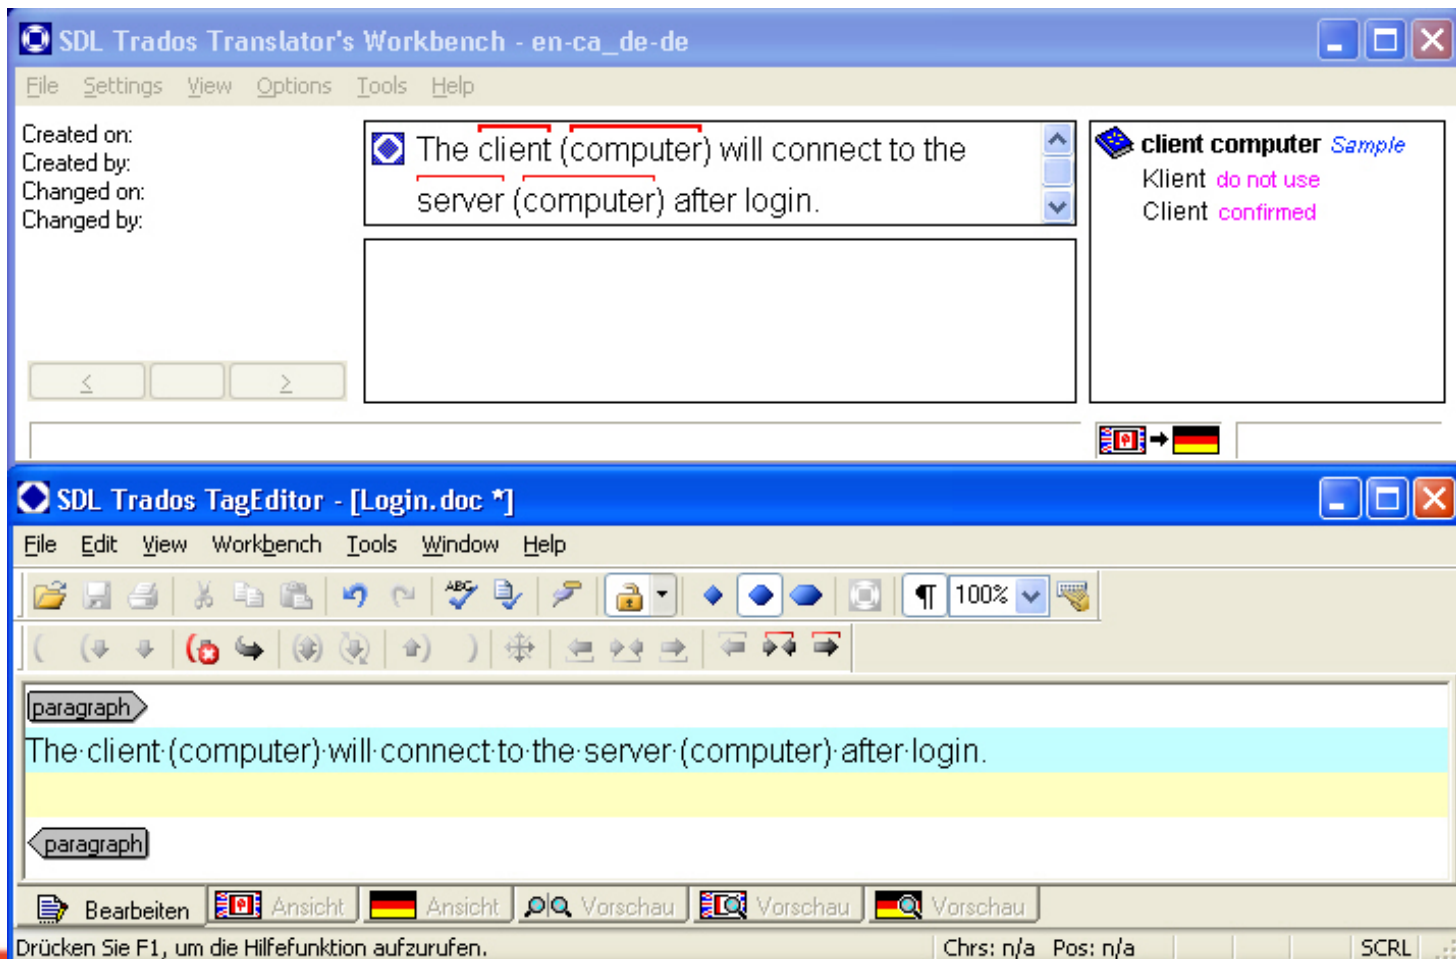 SDL Trados Translator's Workbench - en-ca_de-de
File Settings View Options Tools Help
Created on:
Created by:
Changed on:
Changed by:
The client (computer) will connect to the
server (computer) after login.
client computer Sample
Klient do not use
Client confirmed
< >
SDL Trados TagEditor - [Login.doc *]
File Edit View Workbench Tools Window Help
ABC ¶ 100%
paragraph
The·client·(computer)·will·connect·to·the·server·(computer)·after·login.
paragraph
Bearbeiten Ansicht Ansicht Vorschau Vorschau Vorschau
Drücken Sie F1, um die Hilfefunktion aufzurufen. Chrs: n/a Pos: n/a SCRL